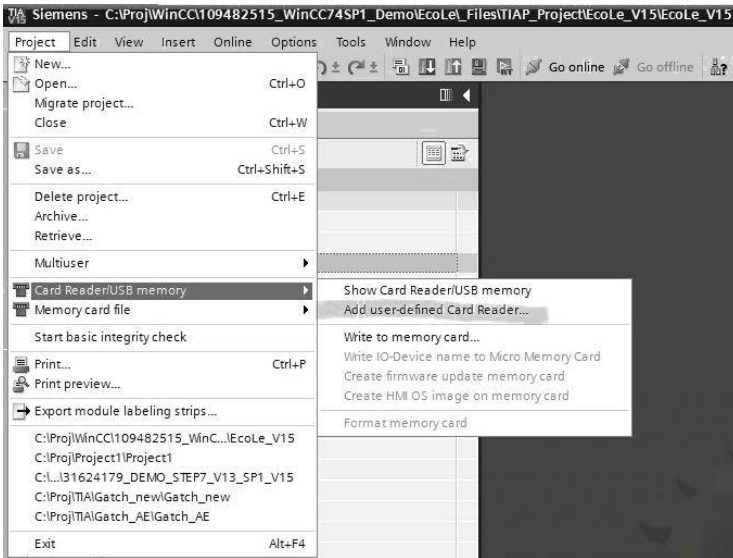 TIA V15 Siemens - C:\Proj\WinCC\109482515_WinCC74SP1_Demo\EcoLe\_Files\TIAP_Project\EcoLe_V15\EcoLe_V15
Project Edit View Insert Online Options Tools Window Help
New...
Open... Ctrl+O
Migrate project...
Close Ctrl+W
Save Ctrl+S
Save as... Ctrl+Shift+S
Delete project... Ctrl+E
Archive...
Retrieve...
Multiuser
Card Reader/USB memory
Memory card file
Start basic integrity check
Print... Ctrl+P
Print preview...
Export module labeling strips...
C:\Proj\WinCC\109482515_WinC...\EcoLe_V15
C:\Proj\Project1\Project1
C:\...\31624179_DEMO_STEP7_V13_SP1_V15
C:\Proj\TIA\Gatch_new\Gatch_new
C:\Proj\TIA\Gatch_AE\Gatch_AE
Exit Alt+F4
RT Go online Go offline
Show Card Reader/USB memory
Add user-defined Card Reader...
Write to memory card...
Write IO-Device name to Micro Memory Card
Create firmware update memory card
Create HMI OS image on memory card
Format memory card